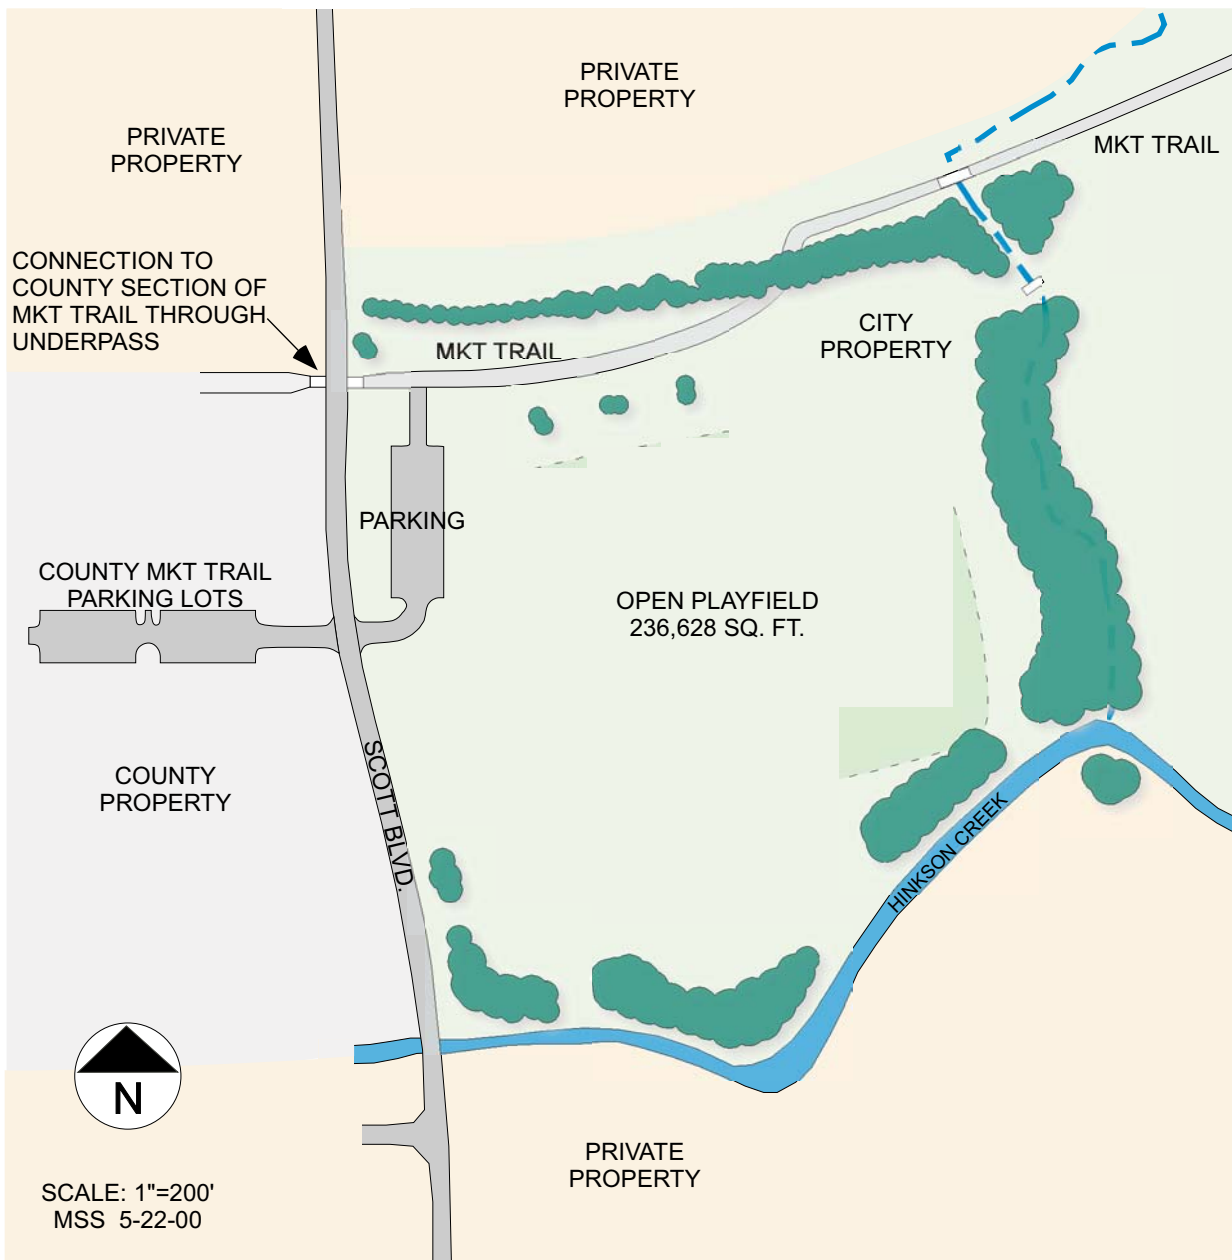 PRIVATE
PROPERTY
PRIVATE
PROPERTY
MKT TRAIL
CONNECTION TO
COUNTY SECTION OF
MKT TRAIL THROUGH
UNDERPASS
MKT TRAIL
CITY
PROPERTY
PARKING
COUNTY MKT TRAIL
PARKING LOTS
OPEN PLAYFIELD
236,628 SQ. FT.
COUNTY
PROPERTY
SCOTT BLVD.
HINKSON CREEK
N
PRIVATE
PROPERTY
SCALE: 1"=200'
MSS 5-22-00